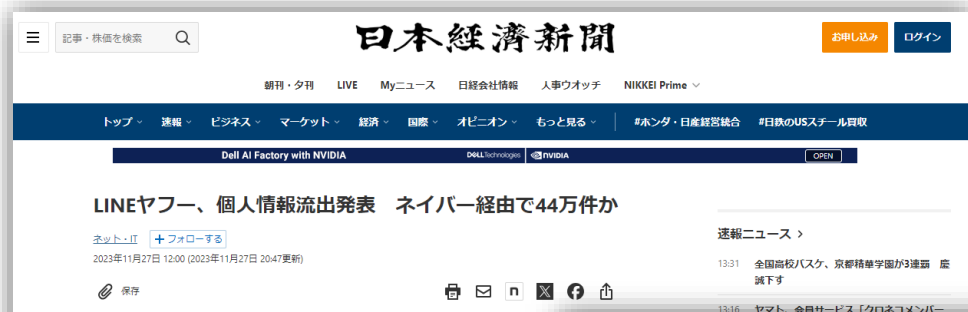 記事・株価を検索
日本経済新聞
お申し込み ログイン
朝刊・夕刊 LIVE Myニュース 日経会社情報 人事ウオッチ NIKKEI Prime
トップ 速報 ビジネス マーケット 経済 国際 オピニオン もっと見る #ホンダ・日産経営統合 #日鉄のUSスチール買収
Dell AI Factory with NVIDIA DELLTechnologies NVIDIA OPEN
LINEヤフー、個人情報流出発表 ネイバー経由で44万件か
ネット・IT +フォローする
2023年11月27日 12:00 (2023年11月27日 20:47更新)
保存
速報ニュース
13:31 全国高校バスケ、京都精華学園が3連覇 慶
誠下す
13:16 ヤマト、会員サービス「クロネコメンバー